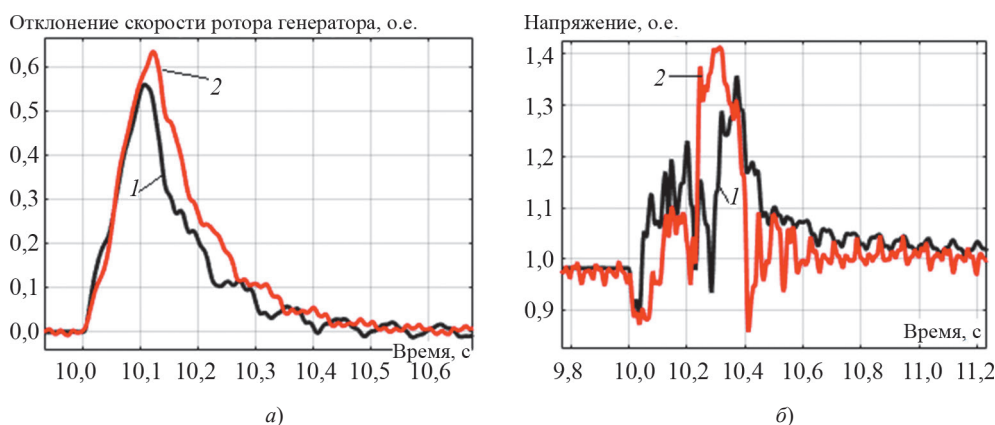 Отклонение скорости ротора генератора, о.е.
0,6
0,5
0,4
0,3
0,2
0,1
0,0
2
1
Время, с
10,0 10,1 10,2 10,3 10,4 10,5 10,6
а)
Напряжение, о.е.
1,4
1,3
1,2
1,1
1,0
0,9
2
1
Время, с
9,8 10,0 10,2 10,4 10,6 10,8 11,0 11,2
б)